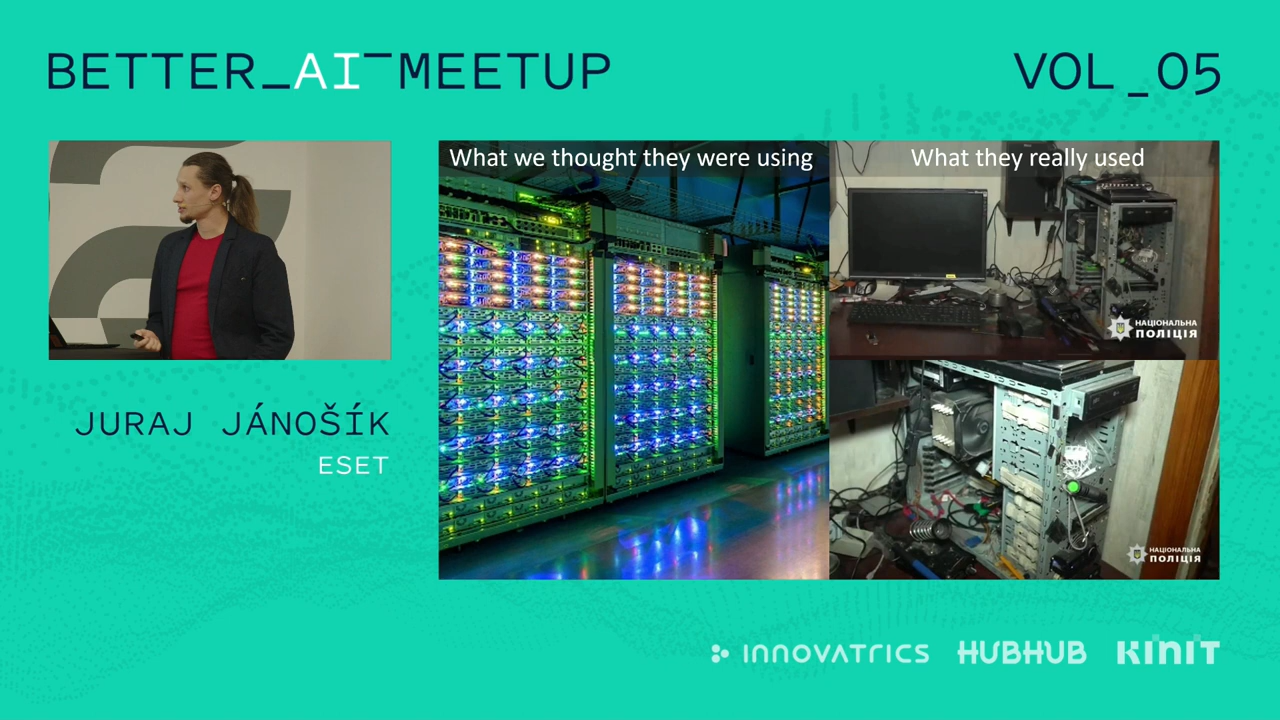 BETTER_AI‾MEETUP
VOL_05
What we thought they were using
What they really used
НАЦІОНАЛЬНА
ПОЛІЦІЯ
JURAJ JÁNOŠÍK
ESET
НАЦІОНАЛЬНА
ПОЛІЦІЯ
INNOVATRICS
HUBHUB
KINIT